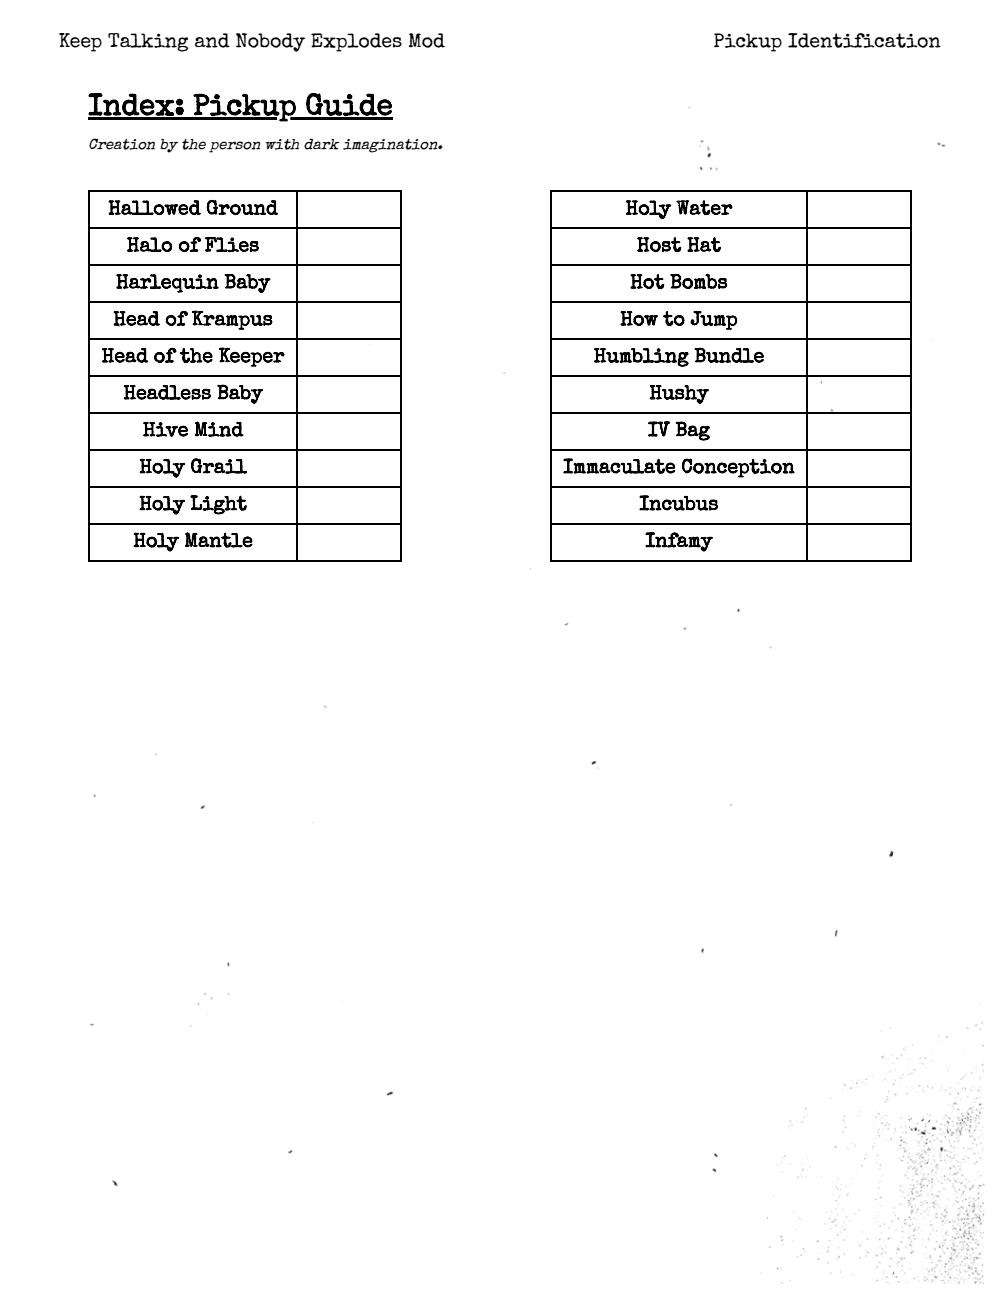 Keep Talking and Nobody Explodes Mod
Pickup Identification
Index: Pickup Guide
Creation by the person with dark imagination.
Hallowed Ground
Halo of Flies
Harlequin Baby
Head of Krampus
Head of the Keeper
Headless Baby
Hive Mind
Holy Grail
Holy Light
Holy Mantle
Holy Water
Host Hat
Hot Bombs
How to Jump
Humbling Bundle
Hushy
IV Bag
Immaculate Conception
Incubus
Infamy